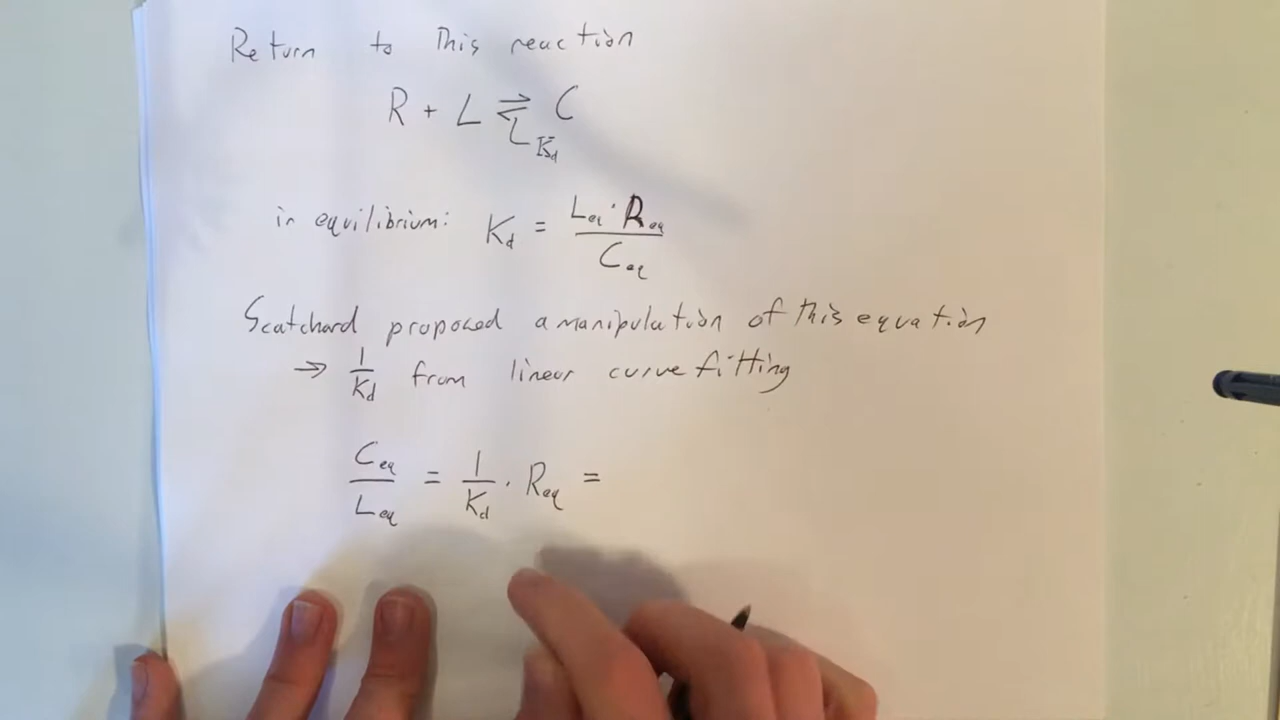 Return to this reaction
R + L ⇌ C
Kd
in equilibrium: Kd = Leq · Req / Ceq
Scatchard proposed a manipulation of this equation
→ 1/Kd from linear curve fitting
Ceq/Leq = 1/Kd · Req =